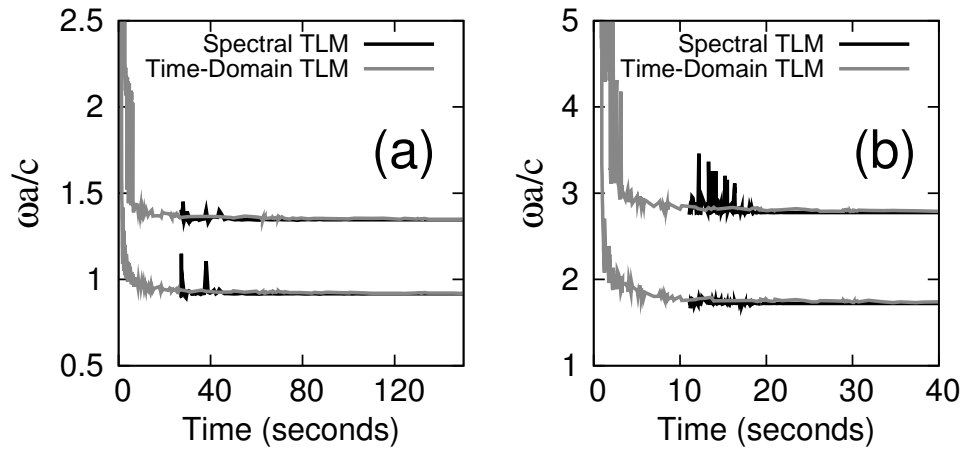 2.5
2
1.5
1
0.5
ωa/c
0
40
80
120
Time (seconds)
Spectral TLM
Time-Domain TLM
(a)
5
4
3
2
1
ωa/c
0
10
20
30
40
Time (seconds)
Spectral TLM
Time-Domain TLM
(b)